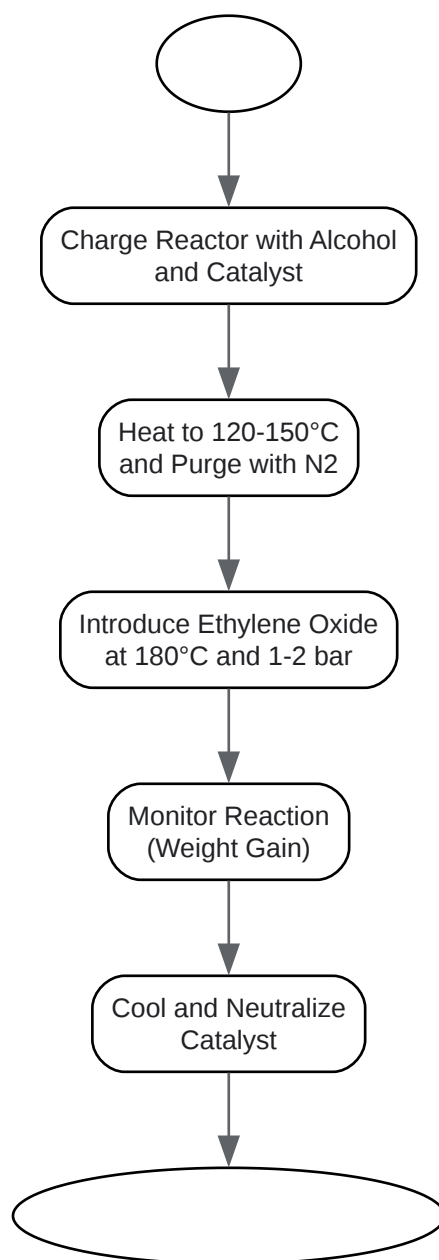 Charge Reactor with Alcohol
and Catalyst
Heat to 120-150°C
and Purge with N2
Introduce Ethylene Oxide
at 180°C and 1-2 bar
Monitor Reaction
(Weight Gain)
Cool and Neutralize
Catalyst